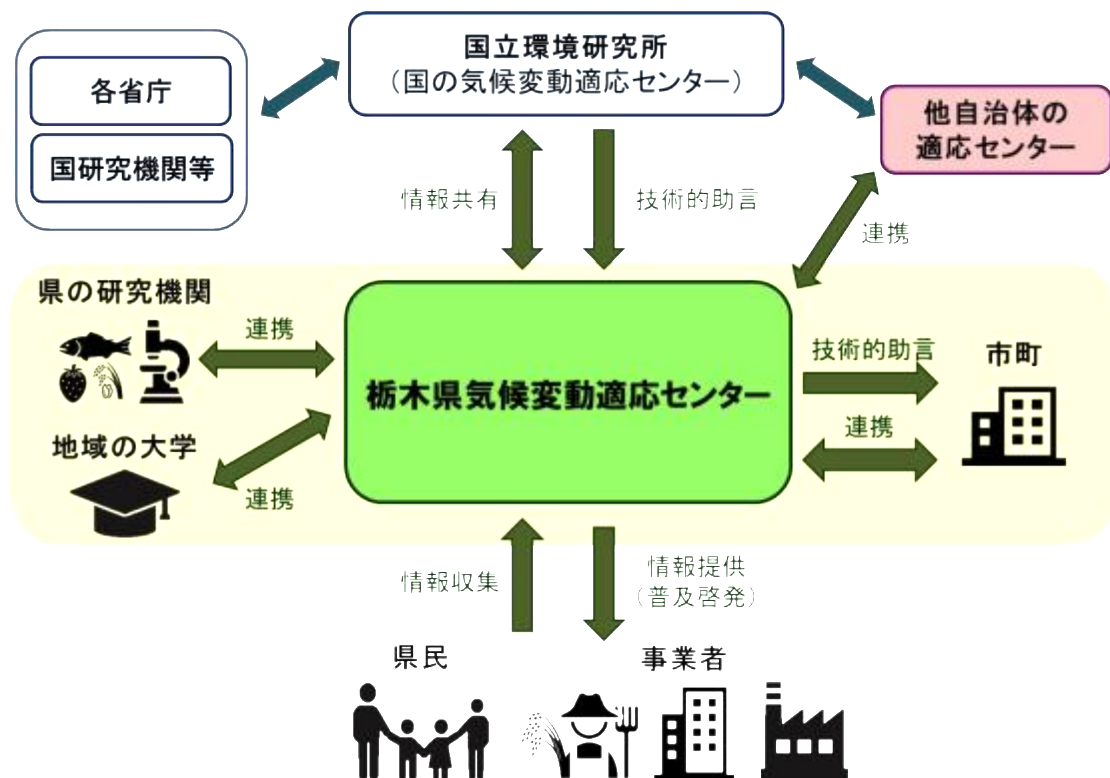 国立環境研究所
（国の気候変動適応センター）
各省庁
国研究機関等
他自治体の
適応センター
情報共有
技術的助言
連携
県の研究機関
連携
栃木県気候変動適応センター
技術的助言
市町
連携
地域の大学
連携
情報収集
情報提供
（普及啓発）
県民
事業者